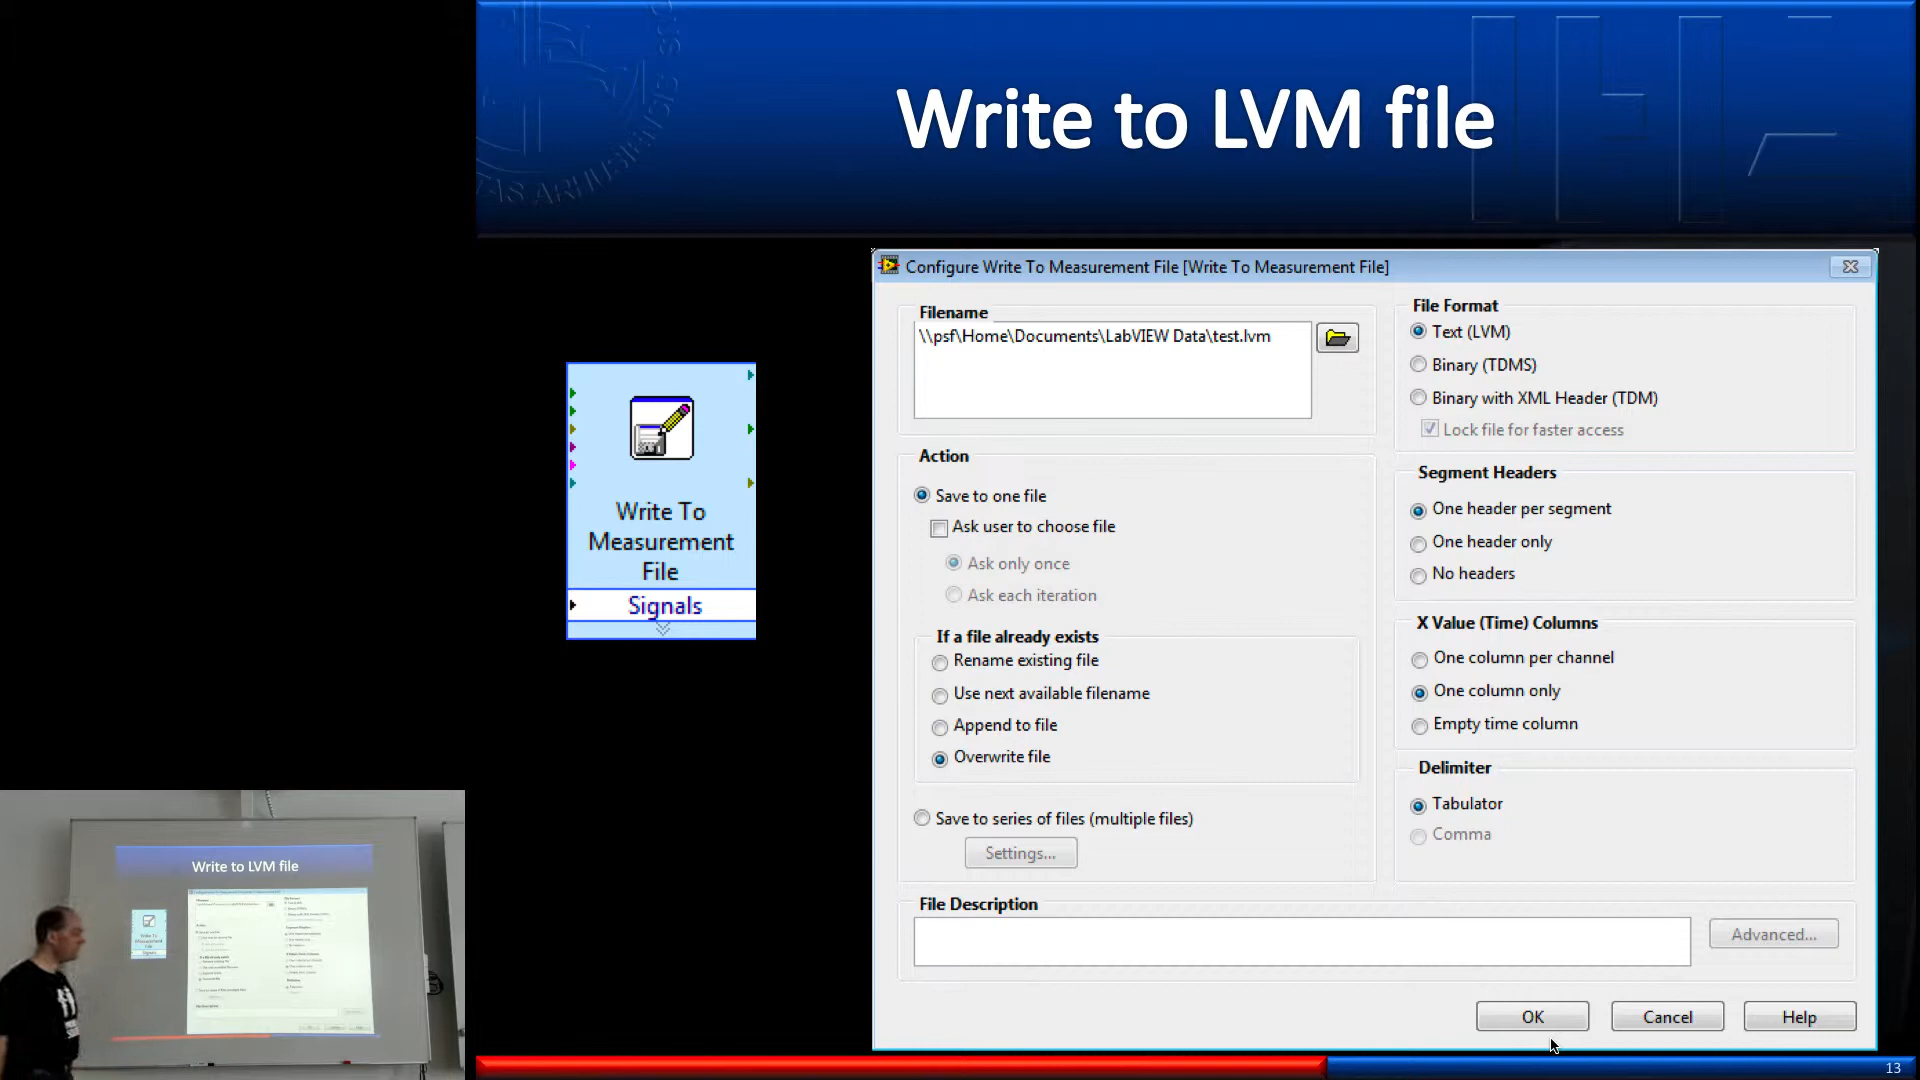 Write to LVM file
Configure Write To Measurement File [Write To Measurement File]
Filename
\\psf\Home\Documents\LabVIEW Data\test.lvm
Action
Save to one file
Ask user to choose file
Ask only once
Ask each iteration
If a file already exists
Rename existing file
Use next available filename
Append to file
Overwrite file
Save to series of files (multiple files)
Settings...
File Format
Text (LVM)
Binary (TDMS)
Binary with XML Header (TDM)
Lock file for faster access
Segment Headers
One header per segment
One header only
No headers
X Value (Time) Columns
One column per channel
One column only
Empty time column
Delimiter
Tabulator
Comma
File Description
Advanced...
OK
Cancel
Help
Write To
Measurement
File
Signals
Write to LVM file
13